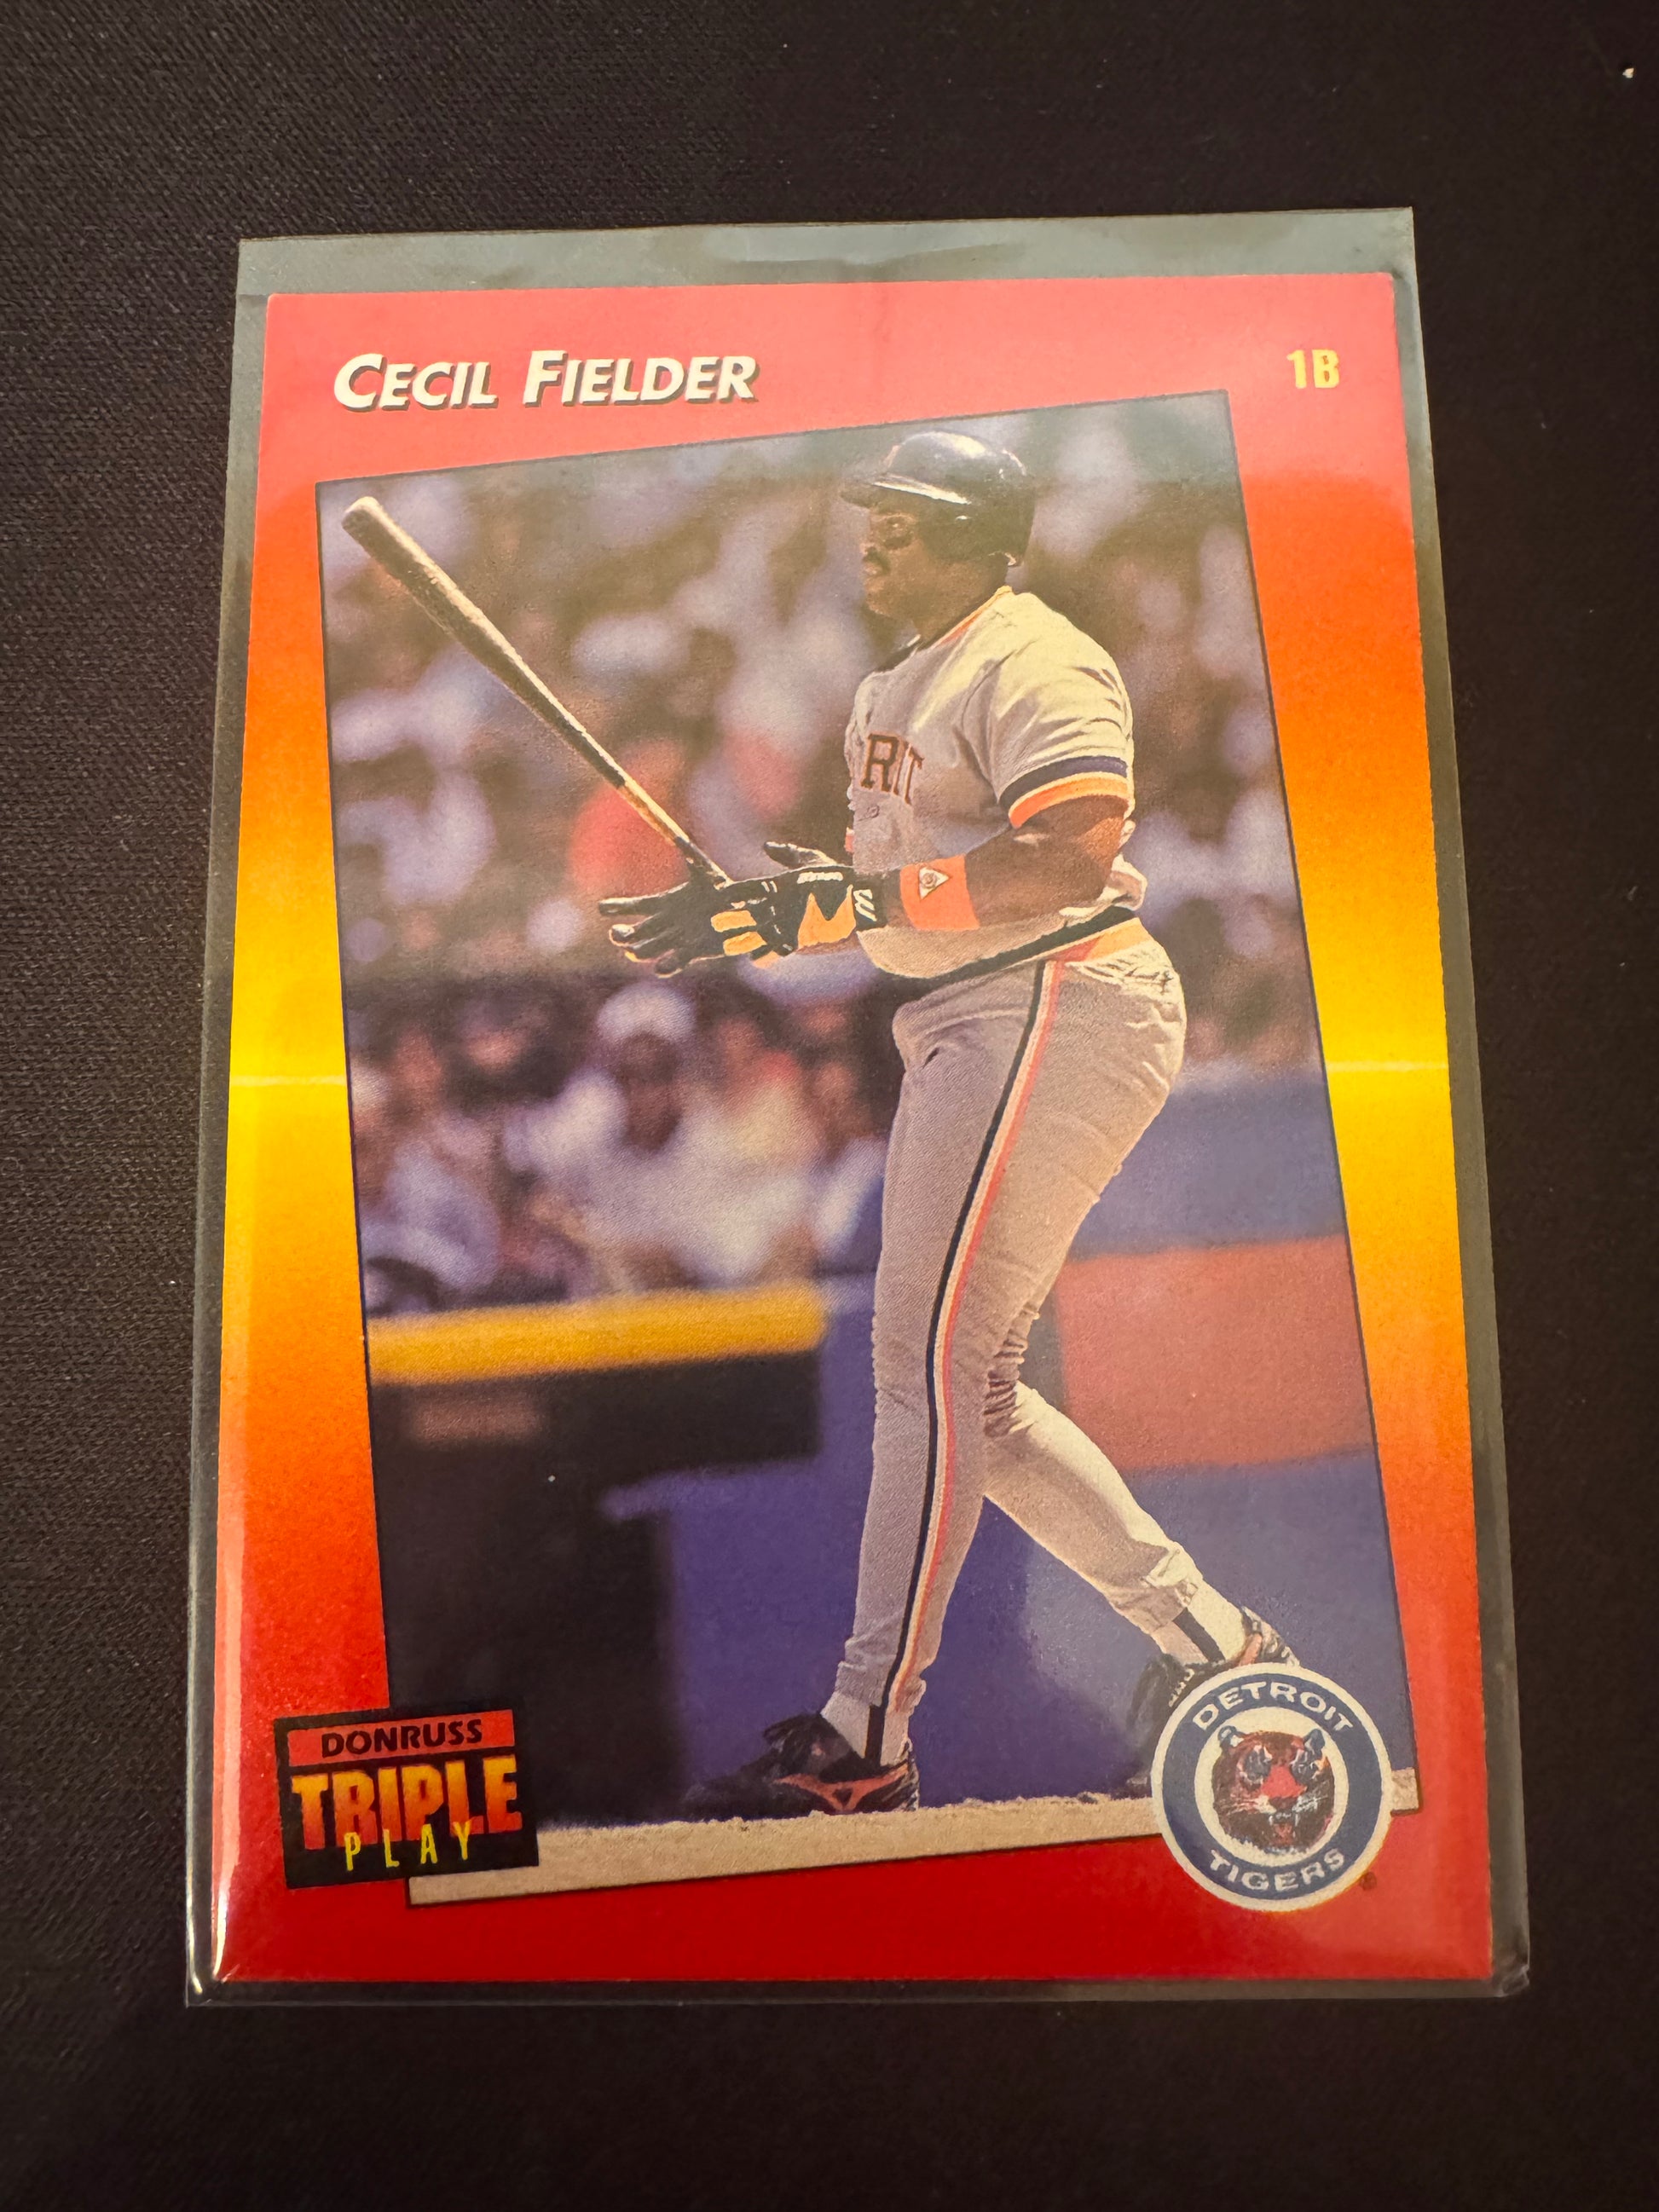 CECIL FIELDER
1B
RIT
DONRUSS
TRIPLE
PLAY
DETROIT
TIGERS